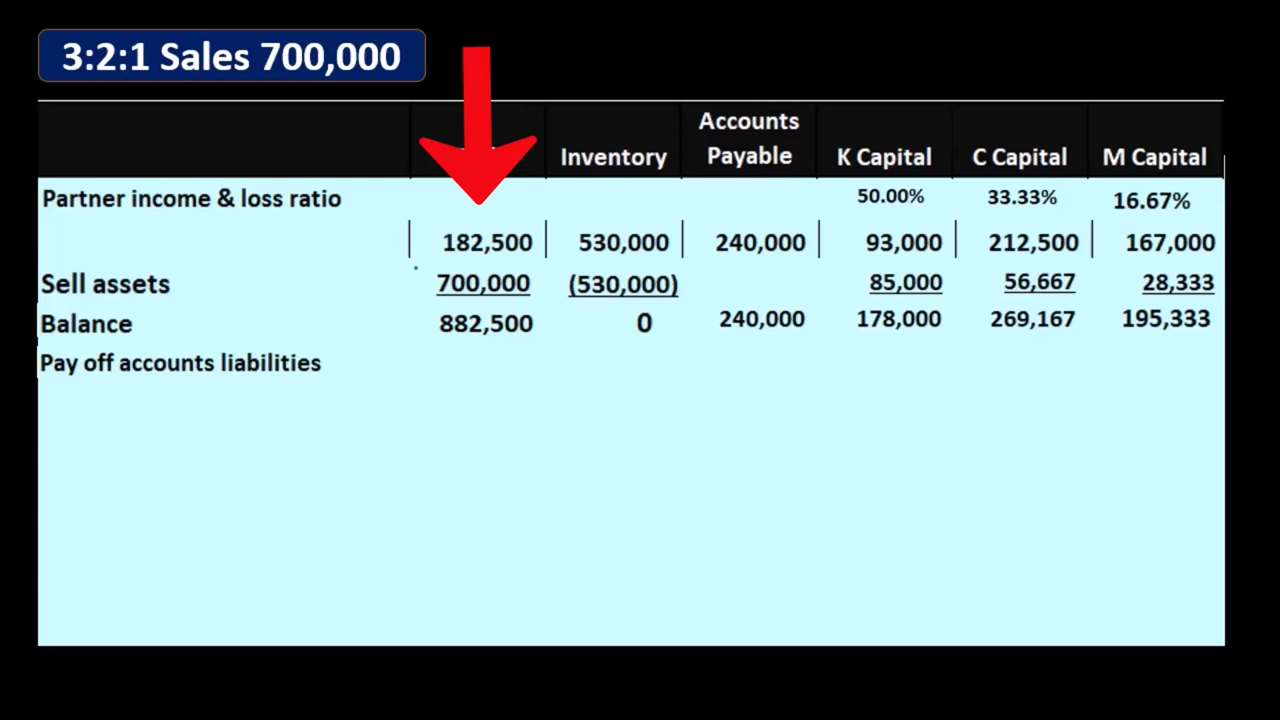 3:2:1 Sales 700,000
Accounts
Inventory Payable K Capital C Capital M Capital
Partner income & loss ratio 50.00% 33.33% 16.67%
182,500 530,000 240,000 93,000 212,500 167,000
Sell assets 700,000 (530,000) 85,000 56,667 28,333
Balance 882,500 0 240,000 178,000 269,167 195,333
Pay off accounts liabilities